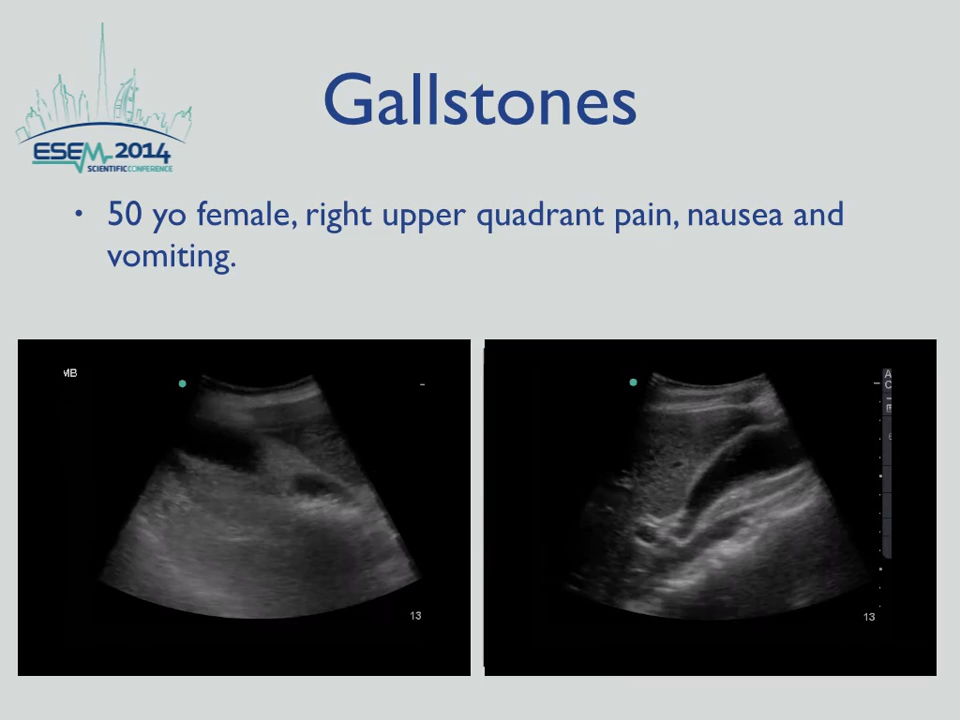 Gallstones
ESEM 2014
SCIENTIFIC CONFERENCE
• 50 yo female, right upper quadrant pain, nausea and
vomiting.
MB
13
A
C
13